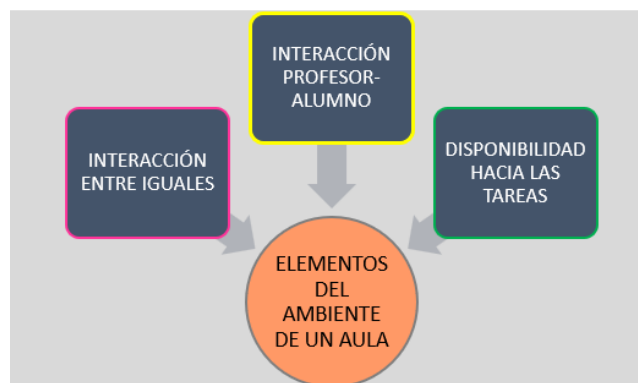 INTERACCIÓN
PROFESOR-
ALUMNO
INTERACCIÓN
ENTRE IGUALES
DISPONIBILIDAD
HACIA LAS
TAREAS
ELEMENTOS
DEL
AMBIENTE
DE UN AULA